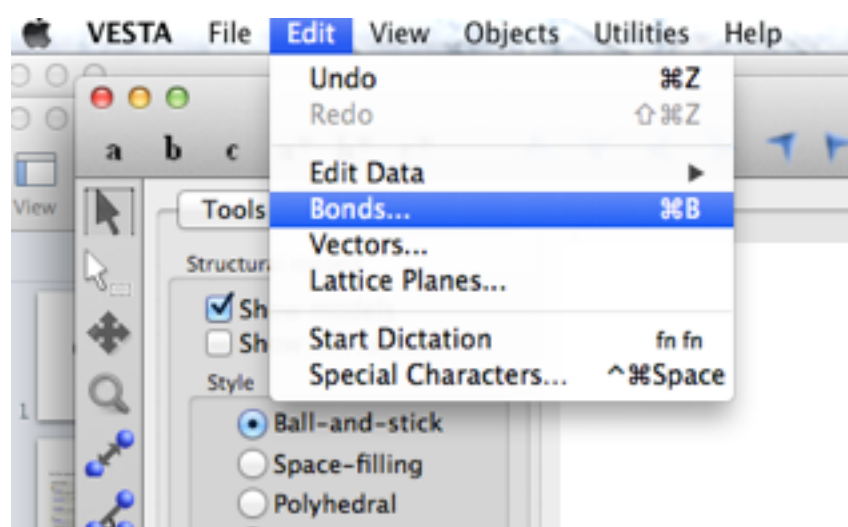 VESTA File Edit View Objects Utilities Help
Undo ⌘Z
Redo ⇧⌘Z
a b c
Edit Data ▶
View
Tools
Bonds... ⌘B
Vectors...
Lattice Planes...
Start Dictation fn fn
Style
Special Characters... ^⌘Space
1
Ball-and-stick
Space-filling
Polyhedral